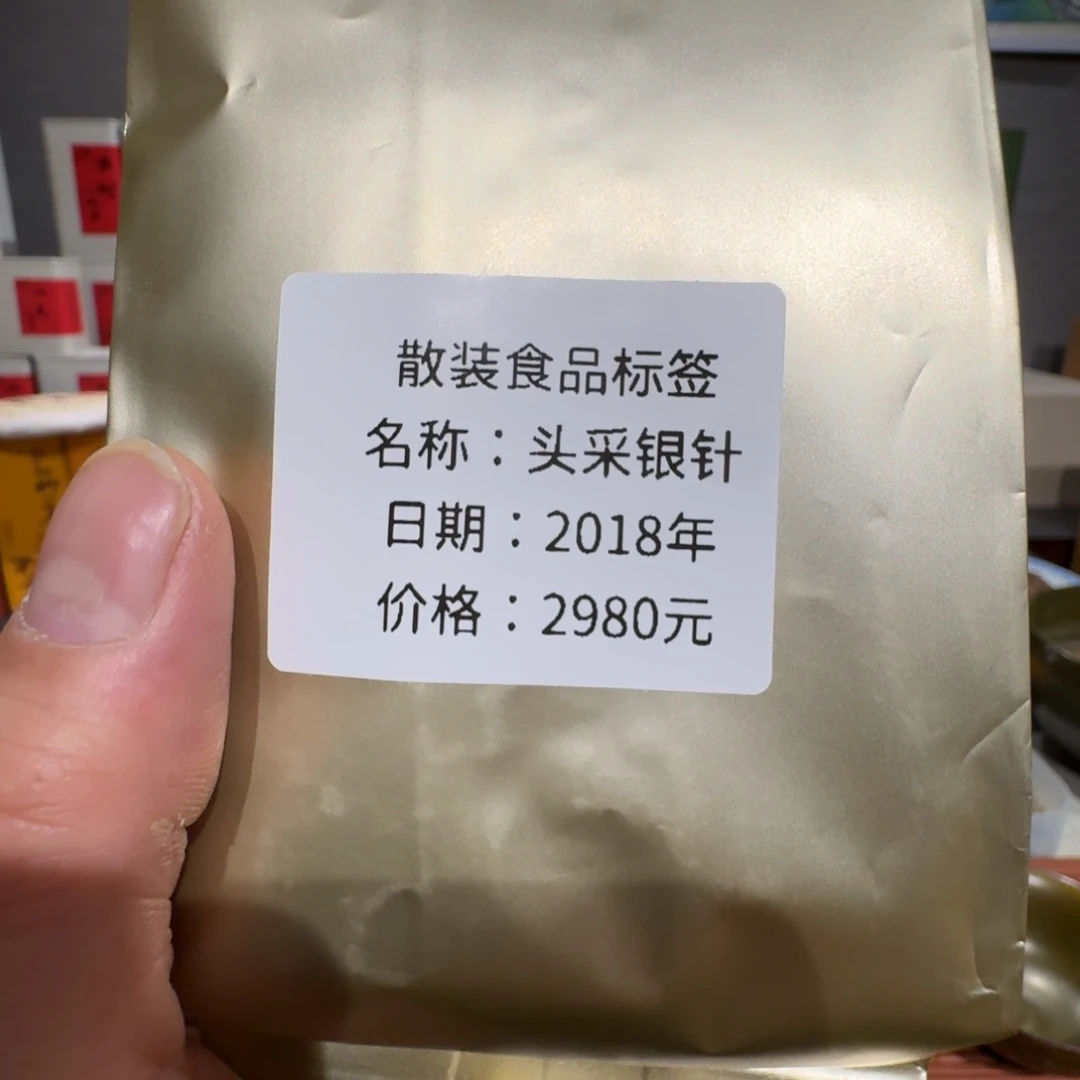 散装食品标签
名称：头采银针
日期：2018年
价格：2980元